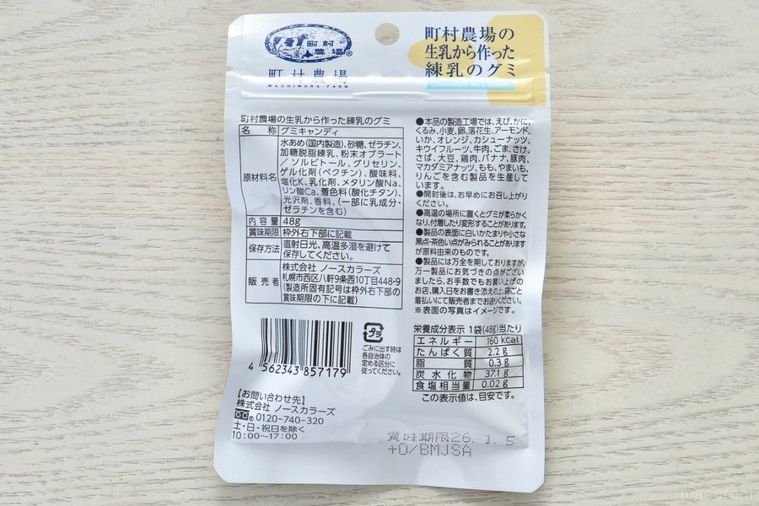 町村農場
®
町村農場
MACHIMURA FARM
町村農場の
生乳から作った
練乳のグミ
町村農場の生乳から作った練乳のグミ
名称 グミキャンディ
原材料名 水あめ(国内製造)、砂糖、ゼラチン、
加糖脱脂練乳、粉末オブラート
/ソルビトール、グリセリン、
ゲル化剤(ペクチン)、酸味料、
塩化K、乳化剤、メタリン酸Na、
リン酸Ca、着色料(酸化チタン)、
光沢剤、香料、(一部に乳成分・
ゼラチンを含む)
内容量 48g
賞味期限 枠外右下部に記載
保存方法 直射日光、高温多湿を避けて
保存してください。
販売者 株式会社 ノースカラーズ
札幌市西区八軒9条西10丁目448-9
(製造所固有記号は枠外右下部の
賞味期限の下に記載)
4 562343 857179
プラ
ごみに出す時は
各自治体の
定める区分に
従ってください。
【お問い合わせ先】
株式会社 ノースカラーズ
0120-740-320
土・日・祝日を除く
10:00〜17:00
●本品の製造工場では、えび、かに、
くるみ、小麦、卵、落花生、アーモンド、
いか、オレンジ、カシューナッツ、
キウイフルーツ、牛肉、ごま、さけ、
さば、大豆、鶏肉、バナナ、豚肉、
マカダミアナッツ、もも、やまいも、
りんごを含む製品を生産して
います。
●開封後は、お早めにお召し上がり
ください。
●高温の場所に置くとグミが柔らかく
なり、付着したり変形することがあります。
●製品の表面に白いかたまりや小さな
黒点・茶色い点がみられることがあります
が原料由来のものです。
●製品には万全を期しておりますが、
万一製品にお気づきの点がござい
ましたら、お手数でもお買い上げの
お店、購入日をお書き添えの上、袋ごと
着払いにて販売者までお送りください。
※表面の写真はイメージです。
栄養成分表示 1袋(48g)当たり
エネルギー 160 kcal
たんぱく質 2.2 g
脂質 0.3 g
炭水化物 37.1 g
食塩相当量 0.02 g
この表示値は、目安です。
賞味期限26. 1. 5
+O/BMJSA